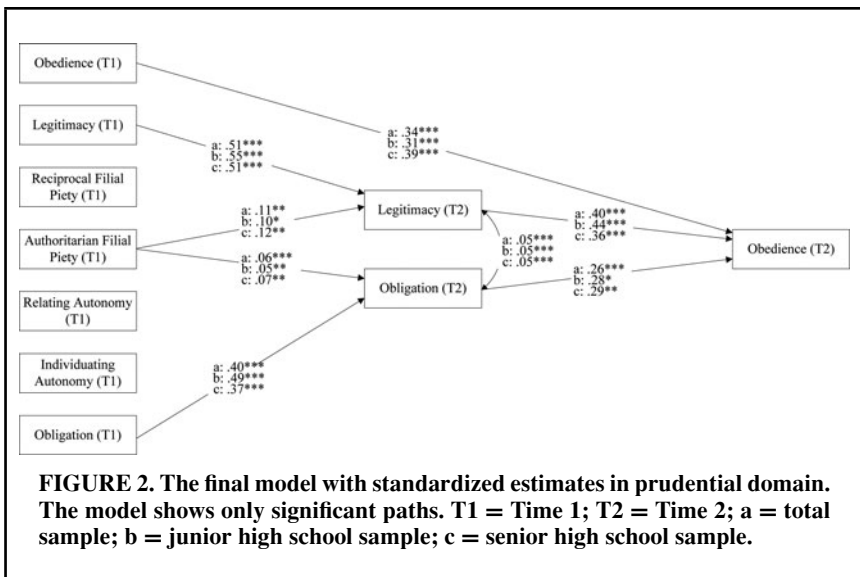 Obedience (T1)
Legitimacy (T1)
Reciprocal Filial
Piety (T1)
Authoritarian Filial
Piety (T1)
Relating Autonomy
(T1)
Individuating
Autonomy (T1)
Obligation (T1)
a: .34***
b: .31***
c: .39***
a: .51***
b: .55***
c: .51***
a: .11**
b: .10*
c: .12**
a: .06***
b: .05**
c: .07**
a: .40***
b: .49***
c: .37***
Legitimacy (T2)
Obligation (T2)
a: .05***
b: .05***
c: .05***
a: .40***
b: .44***
c: .36***
a: .26***
b: .28*
c: .29**
Obedience (T2)
FIGURE 2. The final model with standardized estimates in prudential domain.
The model shows only significant paths. T1 = Time 1; T2 = Time 2; a = total
sample; b = junior high school sample; c = senior high school sample.